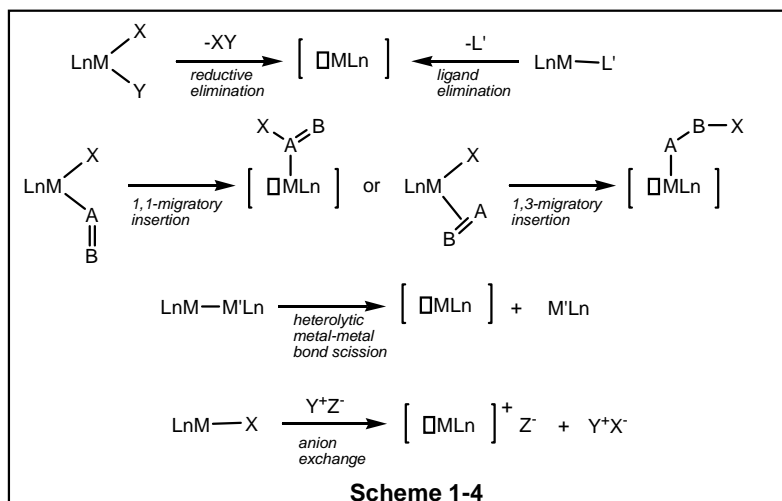 LnM X Y -XY reductive elimination [ □MLn ] -L' ligand elimination LnM L'
LnM X A B 1,1-migratory insertion X A B [ □MLn ] or LnM X B A 1,3-migratory insertion A B X [ □MLn ]
LnM M'Ln heterolytic metal-metal bond scission [ □MLn ] + M'Ln
LnM X Y⁺Z⁻ anion exchange [ □MLn ]⁺ Z⁻ + Y⁺X⁻
Scheme 1-4